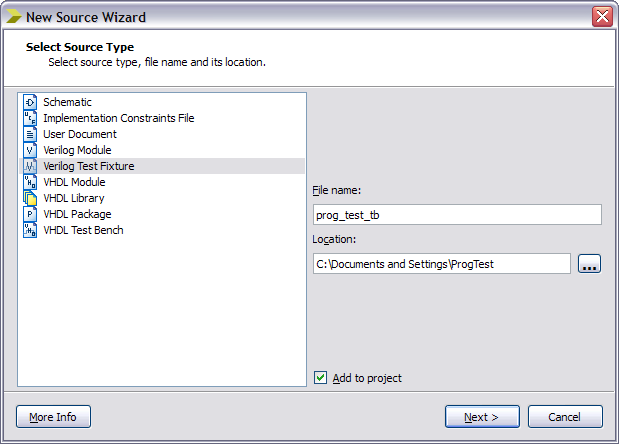 New Source Wizard
Select Source Type
Select source type, file name and its location.
Schematic
Implementation Constraints File
User Document
Verilog Module
Verilog Test Fixture
VHDL Module
VHDL Library
VHDL Package
VHDL Test Bench
File name:
prog_test_tb
Location:
C:\Documents and Settings\ProgTest
...
Add to project
More Info
Next >
Cancel